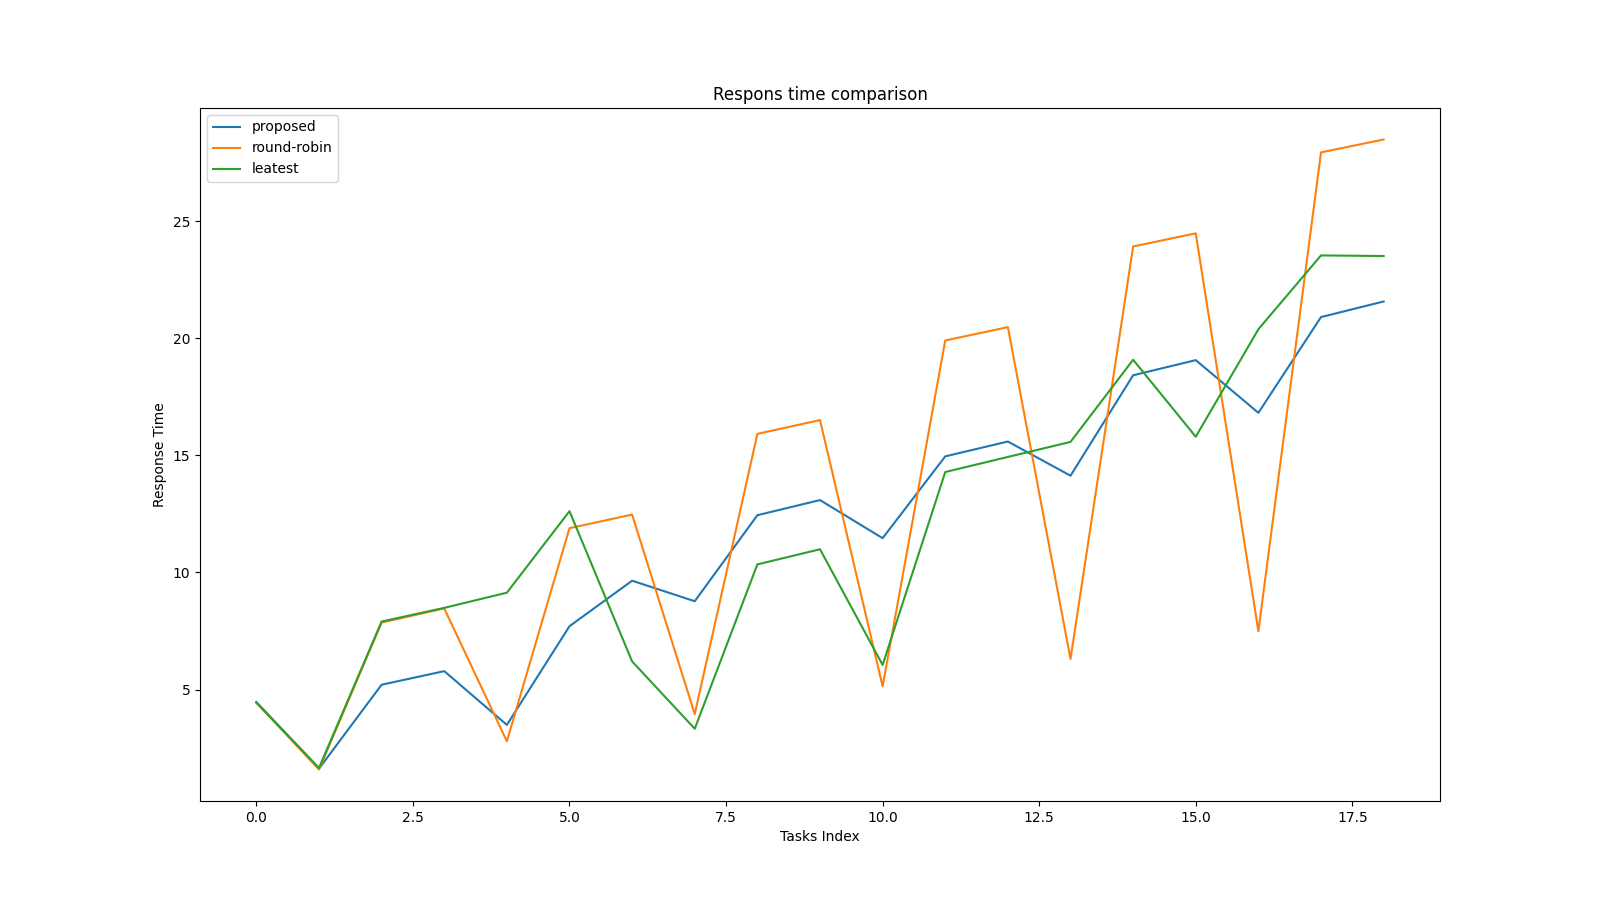 Respons time comparison
proposed
round-robin
leatest
Response Time
25
20
15
10
5
0.0 2.5 5.0 7.5 10.0 12.5 15.0 17.5
Tasks Index